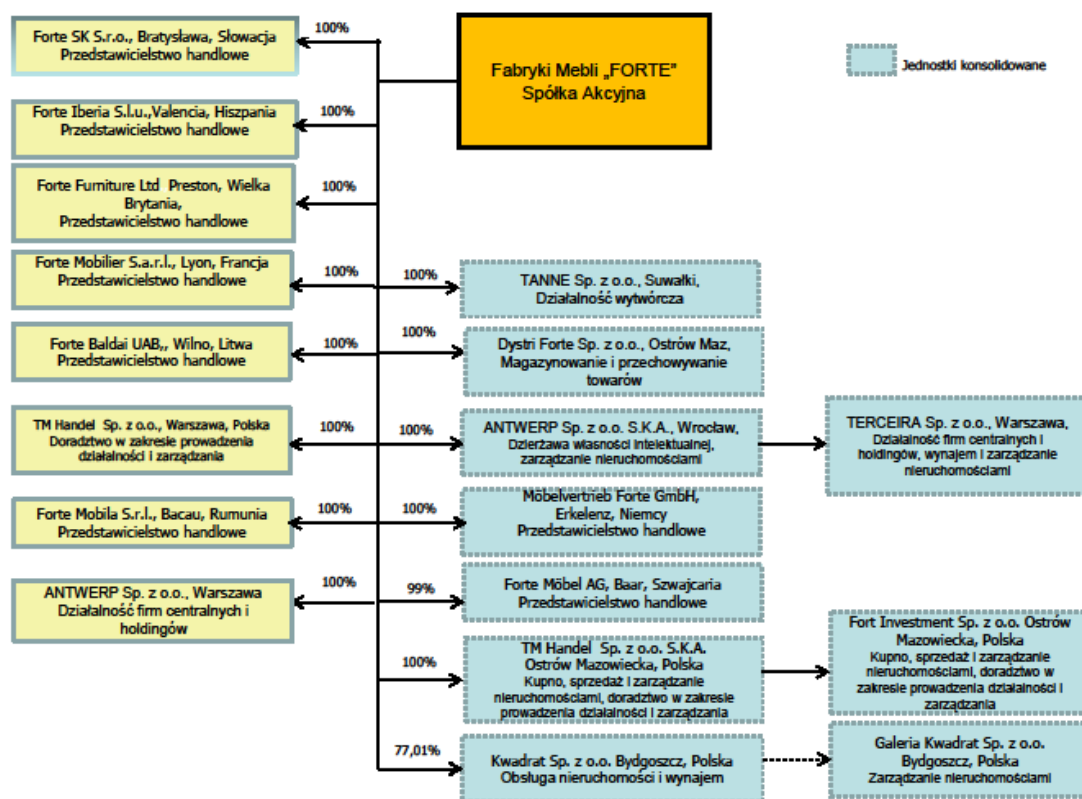 Fabryki Mebli „FORTE"
Spółka Akcyjna
Jednostki konsolidowane
100%
Forte SK S.r.o., Bratysława, Słowacja
Przedstawicielstwo handlowe
100%
Forte Iberia S.l.u.,Valencia, Hiszpania
Przedstawicielstwo handlowe
100%
Forte Furniture Ltd Preston, Wielka
Brytania,
Przedstawicielstwo handlowe
100%
Forte Mobilier S.a.r.l., Lyon, Francja
Przedstawicielstwo handlowe
100%
Forte Baldai UAB,, Wilno, Litwa
Przedstawicielstwo handlowe
100%
TM Handel Sp. z o.o., Warszawa, Polska
Doradztwo w zakresie prowadzenia
działalności i zarządzania
100%
Forte Mobila S.r.l., Bacau, Rumunia
Przedstawicielstwo handlowe
100%
ANTWERP Sp. z o.o., Warszawa
Działalność firm centralnych i
holdingów
100%
TANNE Sp. z o.o., Suwałki,
Działalność wytwórcza
100%
Dystri Forte Sp. z o.o., Ostrów Maz,
Magazynowanie i przechowywanie
towarów
100%
ANTWERP Sp. z o.o. S.K.A., Wrocław,
Dzierżawa własności intelektualnej,
zarządzanie nieruchomościami
TERCEIRA Sp. z o.o., Warszawa,
Działalność firm centralnych i
holdingów, wynajem i zarządzanie
nieruchomościami
100%
Möbelvertrieb Forte GmbH,
Erkelenz, Niemcy
Przedstawicielstwo handlowe
99%
Forte Möbel AG, Baar, Szwajcaria
Przedstawicielstwo handlowe
100%
TM Handel Sp. z o.o. S.K.A.
Ostrów Mazowiecka, Polska
Kupno, sprzedaż i zarządzanie
nieruchomościami, doradztwo w zakresie
prowadzenia działalności i zarządzania
Fort Investment Sp. z o.o. Ostrów
Mazowiecka, Polska
Kupno, sprzedaż i zarządzanie
nieruchomościami, doradztwo w
zakresie prowadzenia działalności i
zarządzania
77,01%
Kwadrat Sp. z o.o. Bydgoszcz, Polska
Obsługa nieruchomości i wynajem
Galeria Kwadrat Sp. z o.o.
Bydgoszcz, Polska
Zarządzanie nieruchomościami